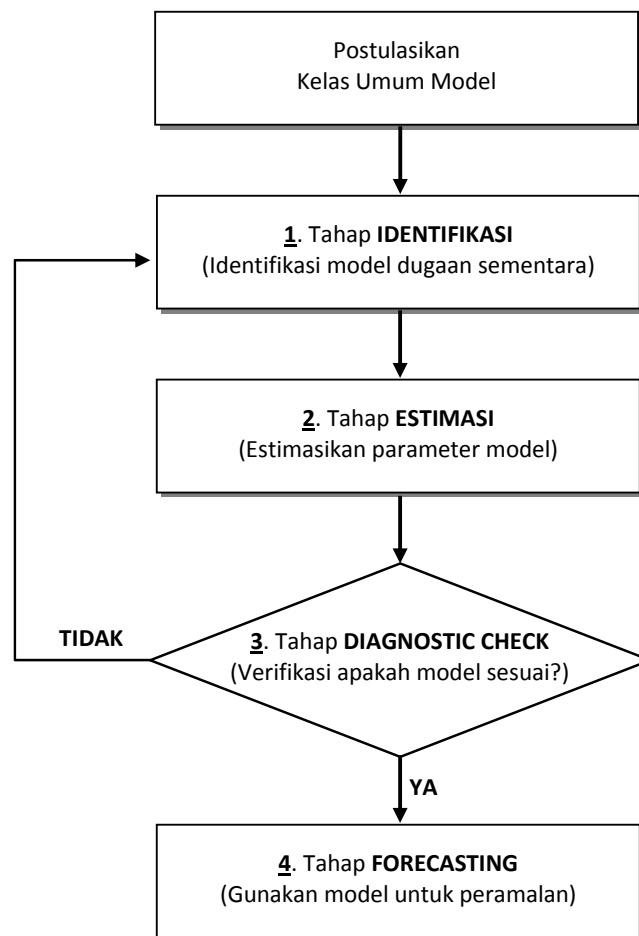 Postulasikan
Kelas Umum Model
1. Tahap IDENTIFIKASI
(Identifikasi model dugaan sementara)
2. Tahap ESTIMASI
(Estimasikan parameter model)
TIDAK
3. Tahap DIAGNOSTIC CHECK
(Verifikasi apakah model sesuai?)
YA
4. Tahap FORECASTING
(Gunakan model untuk peramalan)